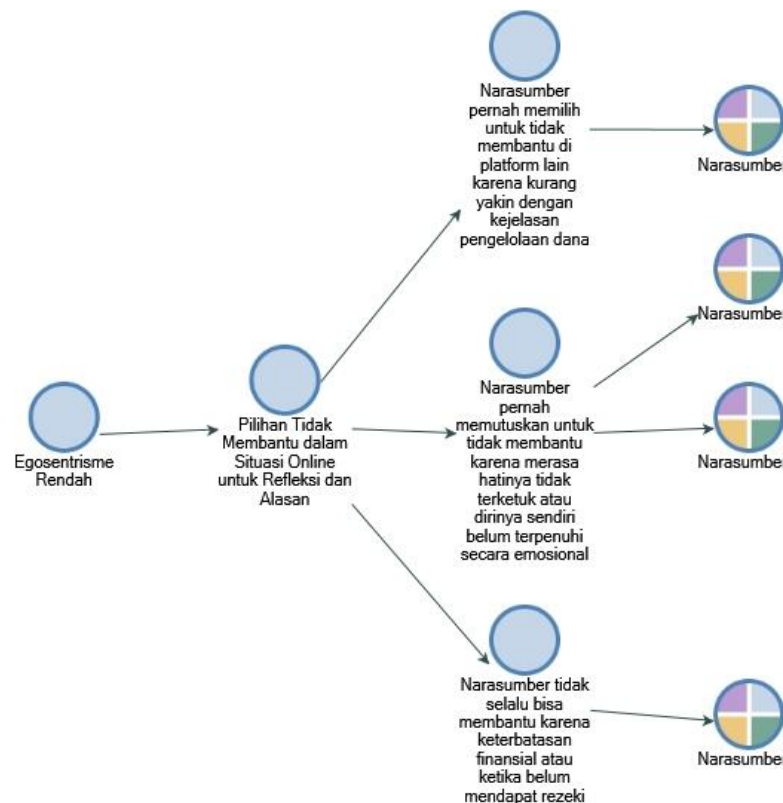 Egosentrisme
Rendah
Pilihan Tidak
Membantu dalam
Situasi Online
untuk Refleksi dan
Alasan
Narasumber
pernah memilih
untuk tidak
membantu di
platform lain
karena kurang
yakin dengan
kejelasan
pengelolaan dana
Narasumber
Narasumber
pernah
memutuskan untuk
tidak membantu
karena merasa
hatinya tidak
terketuk atau
dirinya sendiri
belum terpenuhi
secara emosional
Narasumber
Narasumber
Narasumber tidak
selalu bisa
membantu karena
keterbatasan
finansial atau
ketika belum
mendapat rezeki
Narasumber